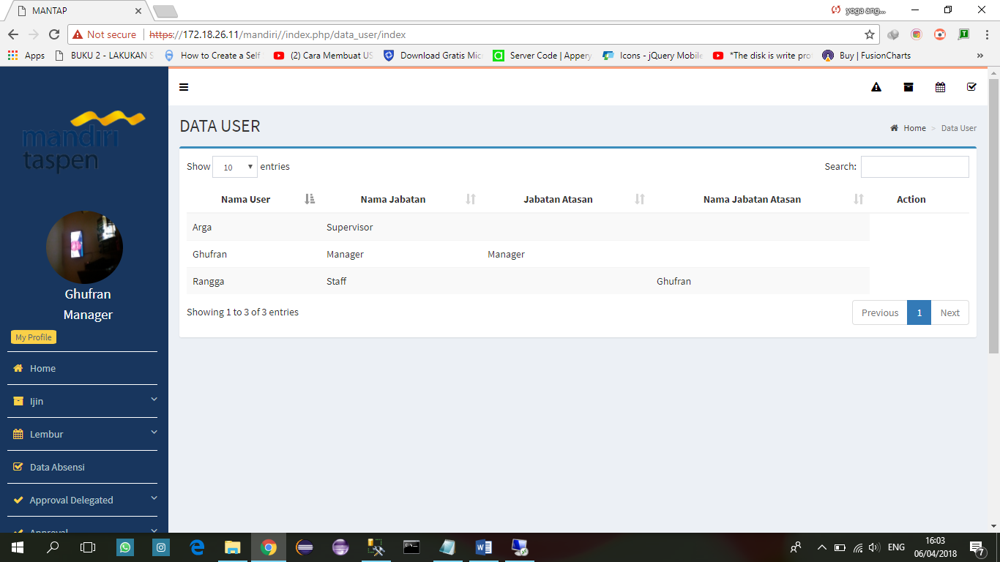 MANTAP
yoga ang...
Not secure https://172.18.26.11/mandiri//index.php/data_user/index
Apps BUKU 2 - LAKUKAN S How to Create a Self (2) Cara Membuat US Download Gratis Mic Server Code | Appery Icons - jQuery Mobile *The disk is write pro Buy | FusionCharts »
mandiri
taspen
Ghufran
Manager
My Profile
Home
Ijin
Lembur
Data Absensi
Approval Delegated
Approval
DATA USER
Home > Data User
Show 10 entries
Search:
Nama User Nama Jabatan Jabatan Atasan Nama Jabatan Atasan Action
Arga Supervisor
Ghufran Manager Manager
Rangga Staff Ghufran
Showing 1 to 3 of 3 entries
Previous 1 Next
ENG
16:03
06/04/2018
7